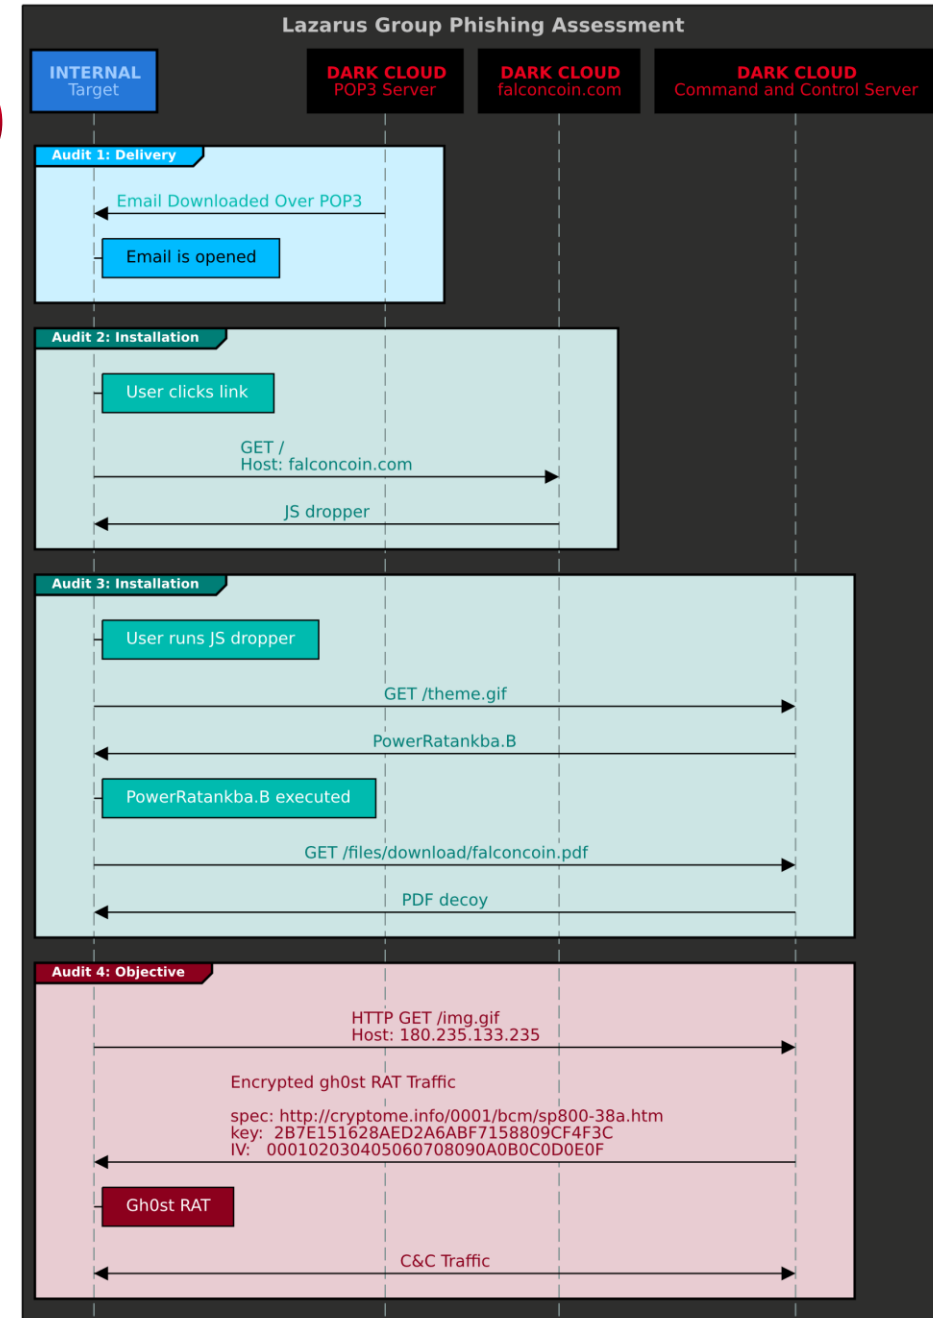 Lazarus Group Phishing Assessment
INTERNAL
Target
DARK CLOUD
POP3 Server
DARK CLOUD
falconcoin.com
DARK CLOUD
Command and Control Server
Audit 1: Delivery
Email Downloaded Over POP3
Email is opened
Audit 2: Installation
User clicks link
GET /
Host: falconcoin.com
JS dropper
Audit 3: Installation
User runs JS dropper
GET /theme.gif
PowerRatankba.B
PowerRatankba.B executed
GET /files/download/falconcoin.pdf
PDF decoy
Audit 4: Objective
HTTP GET /img.gif
Host: 180.235.133.235
Encrypted gh0st RAT Traffic
spec: http://cryptome.info/0001/bcm/sp800-38a.htm
key: 2B7E151628AED2A6ABF7158809CF4F3C
IV: 000102030405060708090A0B0C0D0E0F
Gh0st RAT
C&C Traffic